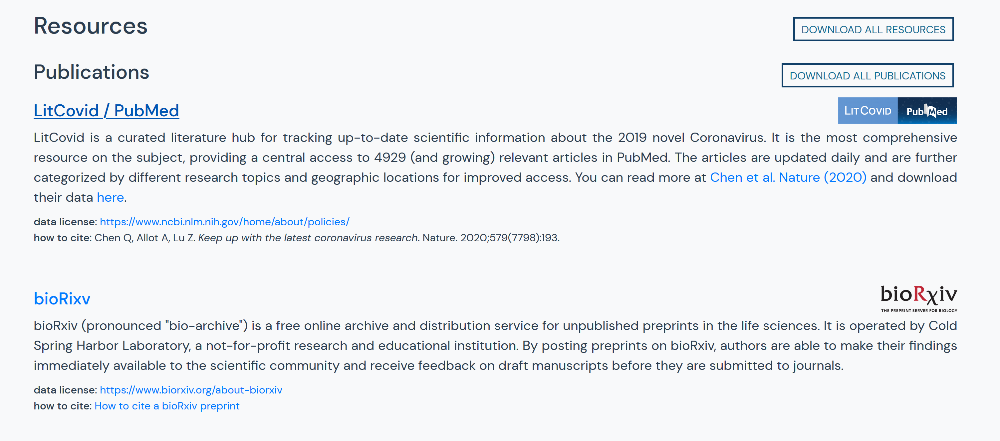 Resources
DOWNLOAD ALL RESOURCES
Publications
DOWNLOAD ALL PUBLICATIONS
LitCovid / PubMed
LIT COVID
PubMed
LitCovid is a curated literature hub for tracking up-to-date scientific information about the 2019 novel Coronavirus. It is the most comprehensive
resource on the subject, providing a central access to 4929 (and growing) relevant articles in PubMed. The articles are updated daily and are further
categorized by different research topics and geographic locations for improved access. You can read more at Chen et al. Nature (2020) and download
their data here.
data license: https://www.ncbi.nlm.nih.gov/home/about/policies/
how to cite: Chen Q, Allot A, Lu Z. Keep up with the latest coronavirus research. Nature. 2020;579(7798):193.
bioRixv
bioRχiv
THE PREPRINT SERVER FOR BIOLOGY
bioRxiv (pronounced "bio-archive") is a free online archive and distribution service for unpublished preprints in the life sciences. It is operated by Cold
Spring Harbor Laboratory, a not-for-profit research and educational institution. By posting preprints on bioRxiv, authors are able to make their findings
immediately available to the scientific community and receive feedback on draft manuscripts before they are submitted to journals.
data license: https://www.biorxiv.org/about-biorxiv
how to cite: How to cite a bioRxiv preprint